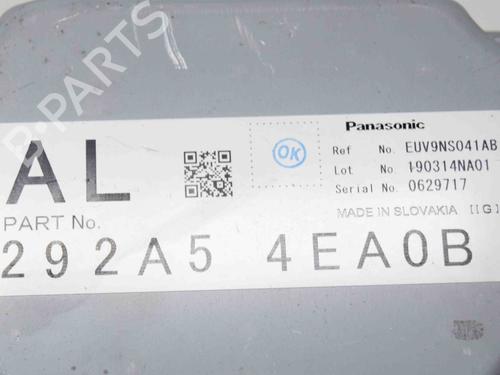 B-PARTS
Panasonic
AL
OK
Ref No. EUV9NS041AB
Lot No. 190314NA01
Serial No. 0629717
PART No.
MADE IN SLOVAKIA [[G]
292A5 4EA0B